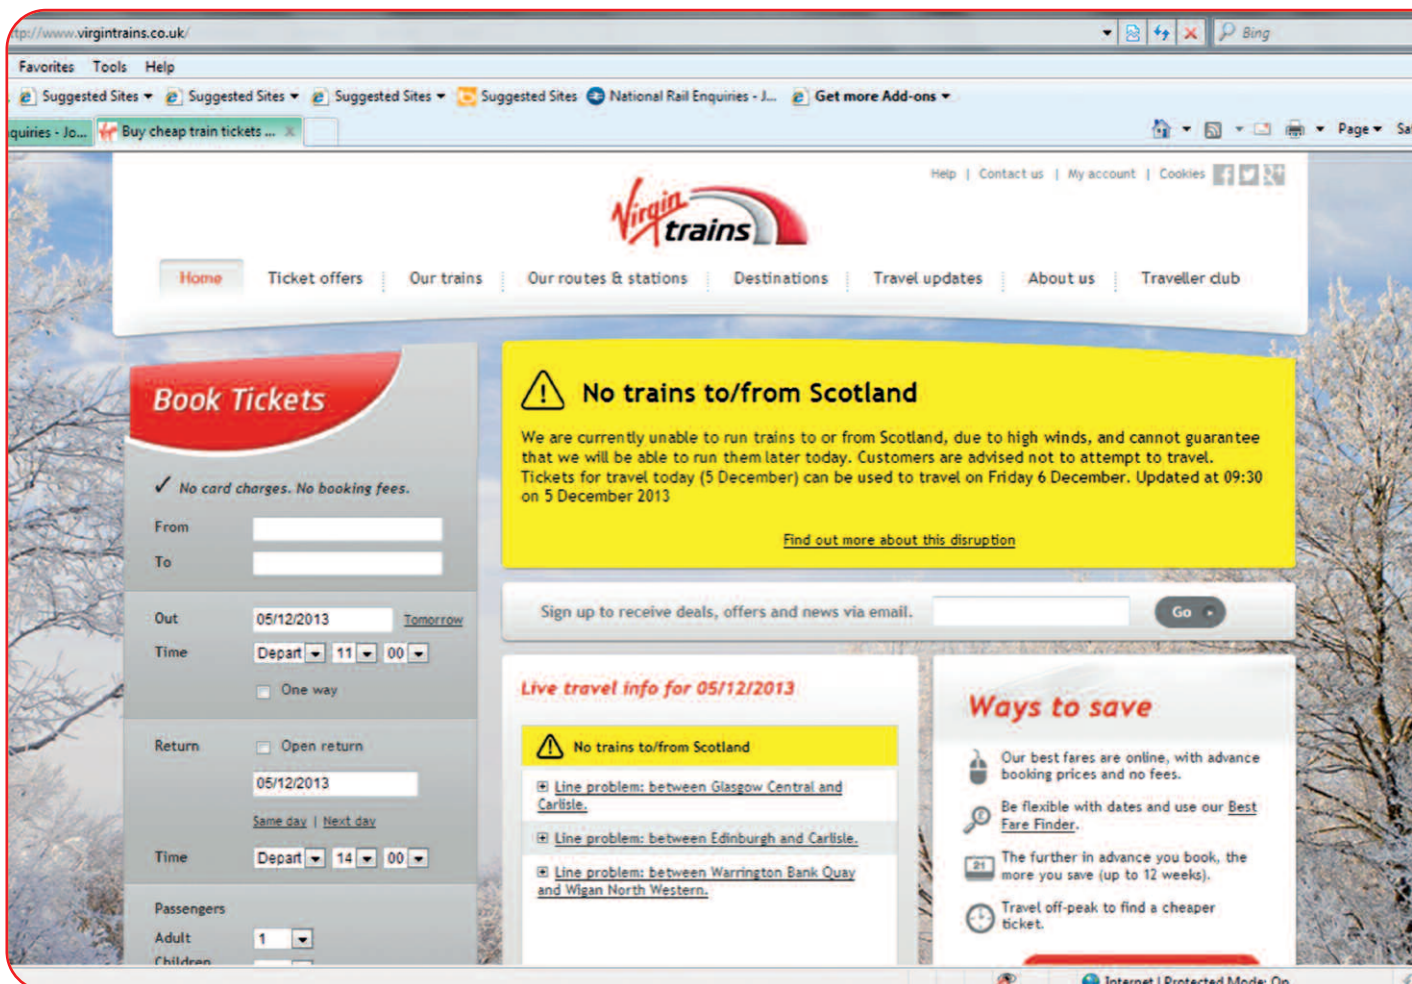 tp://www.virgintrains.co.uk/
Bing
Favorites Tools Help
Suggested Sites Suggested Sites Suggested Sites Suggested Sites National Rail Enquiries - J... Get more Add-ons
quiries - Jo... Buy cheap train tickets ... x
Page
Help | Contact us | My account | Cookies
Virgin
trains
Home Ticket offers Our trains Our routes & stations Destinations Travel updates About us Traveller club
Book Tickets
✓ No card charges. No booking fees.
From
To
Out 05/12/2013 Tomorrow
Time Depart 11 00
One way
Return Open return
05/12/2013
Same day | Next day
Time Depart 14 00
Passengers
Adult 1
Children
No trains to/from Scotland
We are currently unable to run trains to or from Scotland, due to high winds, and cannot guarantee
that we will be able to run them later today. Customers are advised not to attempt to travel.
Tickets for travel today (5 December) can be used to travel on Friday 6 December. Updated at 09:30
on 5 December 2013
Find out more about this disruption
Sign up to receive deals, offers and news via email. Go
Live travel info for 05/12/2013
No trains to/from Scotland
Line problem: between Glasgow Central and
Carlisle.
Line problem: between Edinburgh and Carlisle.
Line problem: between Warrington Bank Quay
and Wigan North Western.
Ways to save
Our best fares are online, with advance
booking prices and no fees.
Be flexible with dates and use our Best
Fare Finder.
21
The further in advance you book, the
more you save (up to 12 weeks).
Travel off-peak to find a cheaper
ticket.
Internet | Protected Mode: On